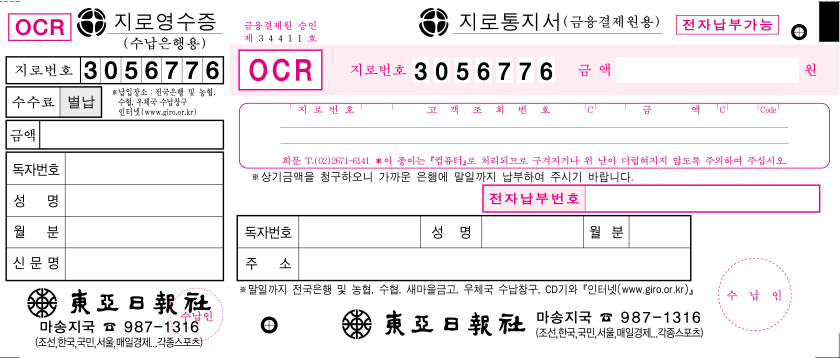 OCR 지로영수증
(수납은행용)
지로번호 3056776
수수료 별납
※납입장소 : 전국은행 및 농협,
수협, 우체국 수납창구
인터넷(www.giro.or.kr)
금액
독자번호
성 명
월 분
신문명
東亞日報社
수납인
마송지국 ☎ 987-1316
(조선,한국,국민,서울,매일경제...각종스포츠)
금융결제원 승인
제34411호
지로통지서(금융결제원용)
전자납부가능
OCR 지로번호 3056776 금 액 원
지로번호 고객조회번호 C 금 액 C Code
희문 T.(02)2671-6141 ※이 종이는 『컴퓨터』로 처리되므로 구겨지거나 위 난이 더럽혀지지 않도록 주의하여 주십시오.
※상기금액을 청구하오니 가까운 은행에 말일까지 납부하여 주시기 바랍니다.
전자납부번호
독자번호 성 명 월 분
주 소
※말일까지 전국은행 및 농협, 수협, 새마을금고, 우체국 수납창구, CD기와 『인터넷(www.giro.or.kr)』
수 납 인
東亞日報社 마송지국 ☎ 987-1316
(조선,한국,국민,서울,매일경제...각종스포츠)